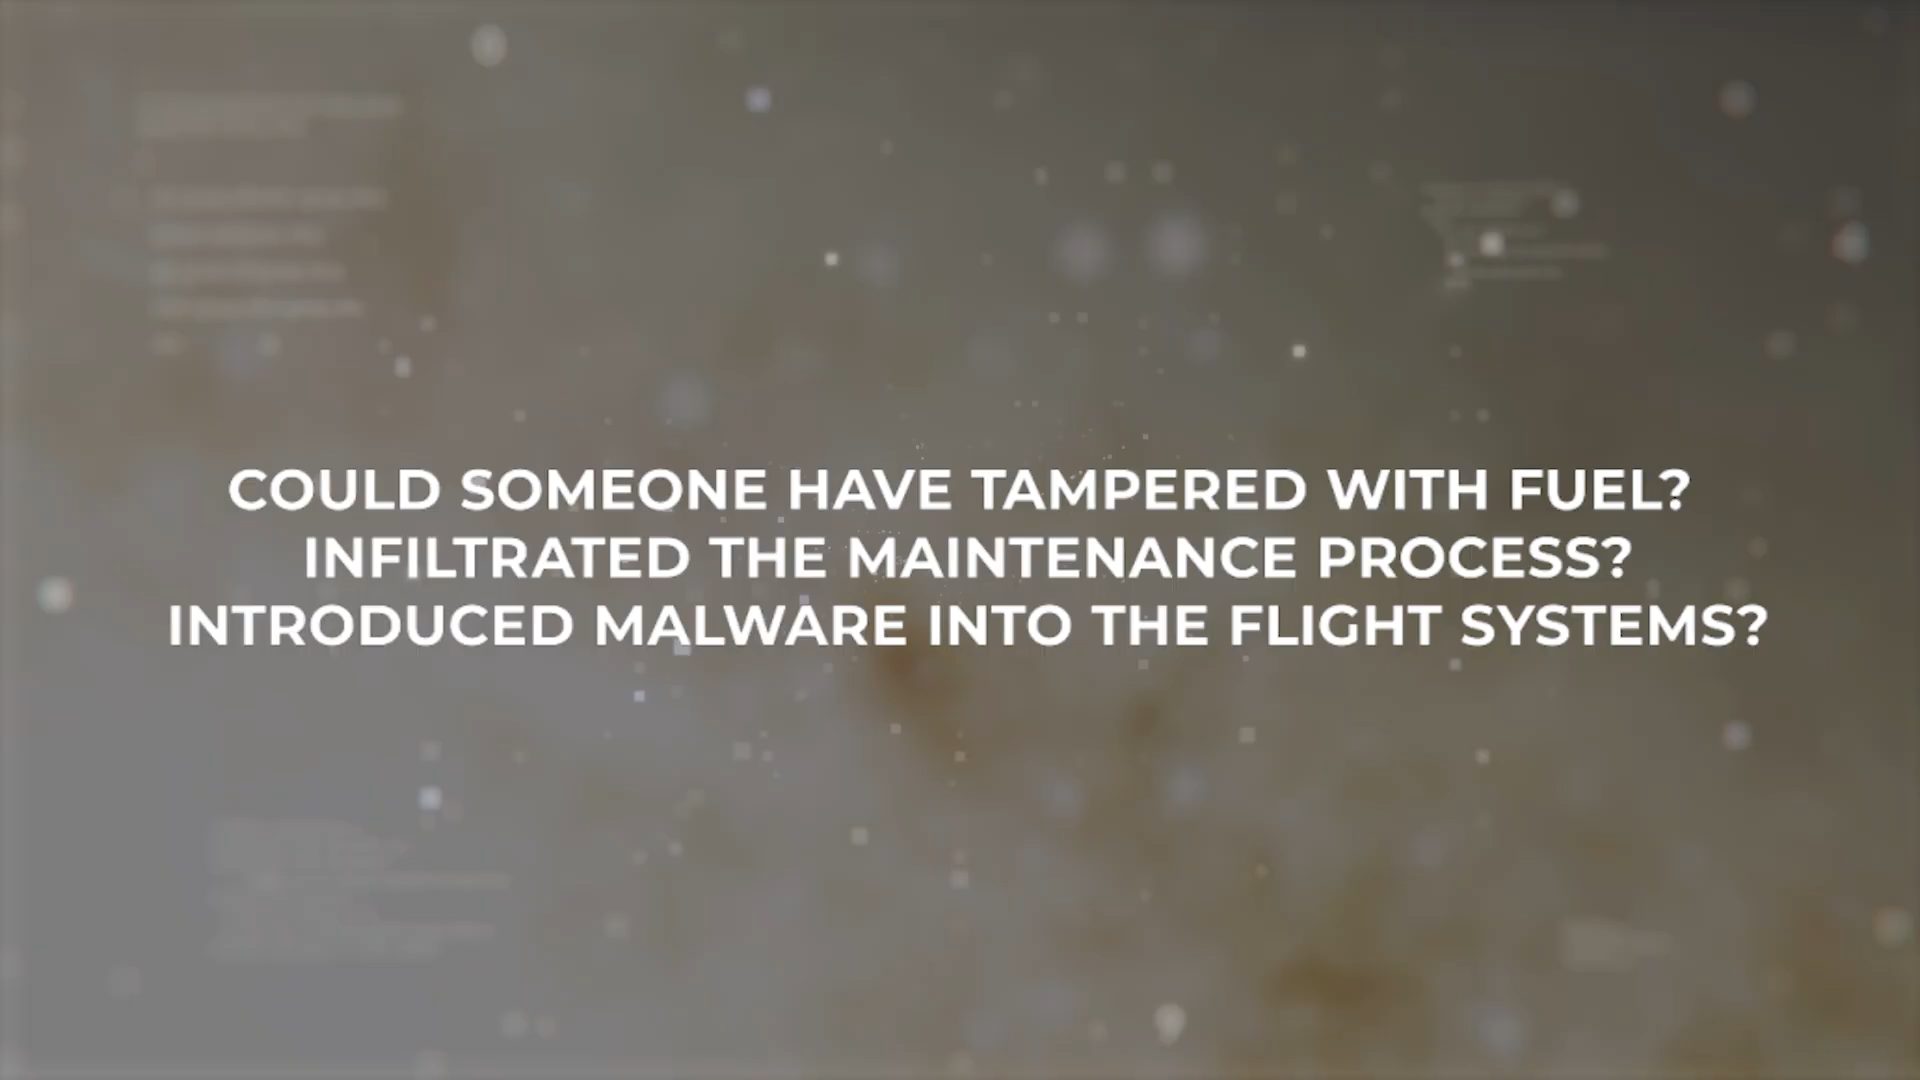 COULD SOMEONE HAVE TAMPERED WITH FUEL?
INFILTRATED THE MAINTENANCE PROCESS?
INTRODUCED MALWARE INTO THE FLIGHT SYSTEMS?